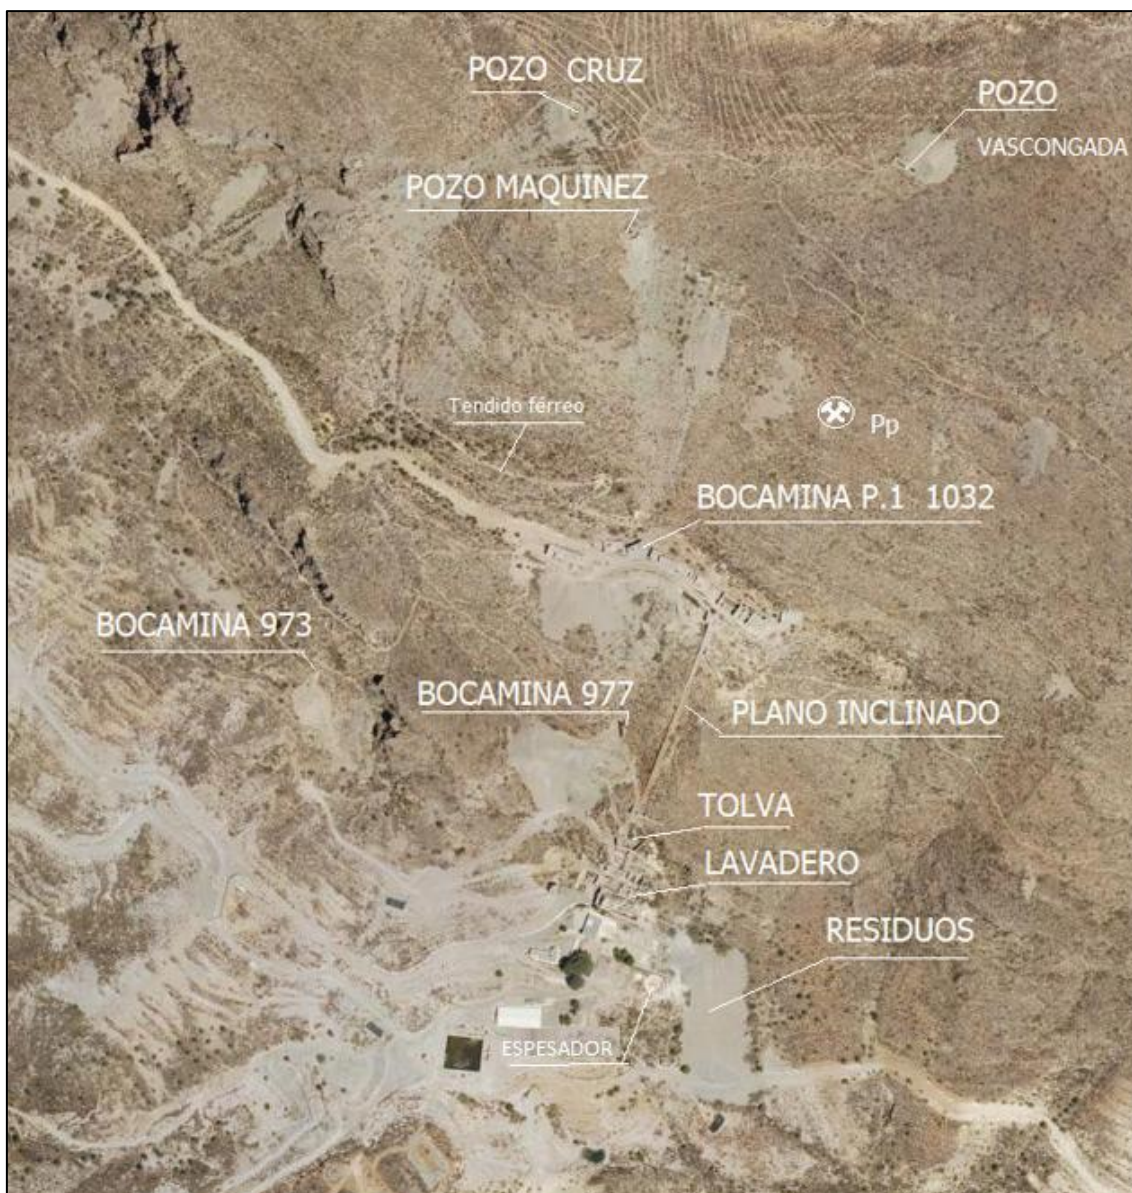 POZO CRUZ
POZO
VASCONGADA
POZO MAQUINEZ
Tendido férreo
Pp
BOCAMINA P.1 1032
BOCAMINA 973
BOCAMINA 977
PLANO INCLINADO
TOLVA
LAVADERO
RESIDUOS
ESPESADOR